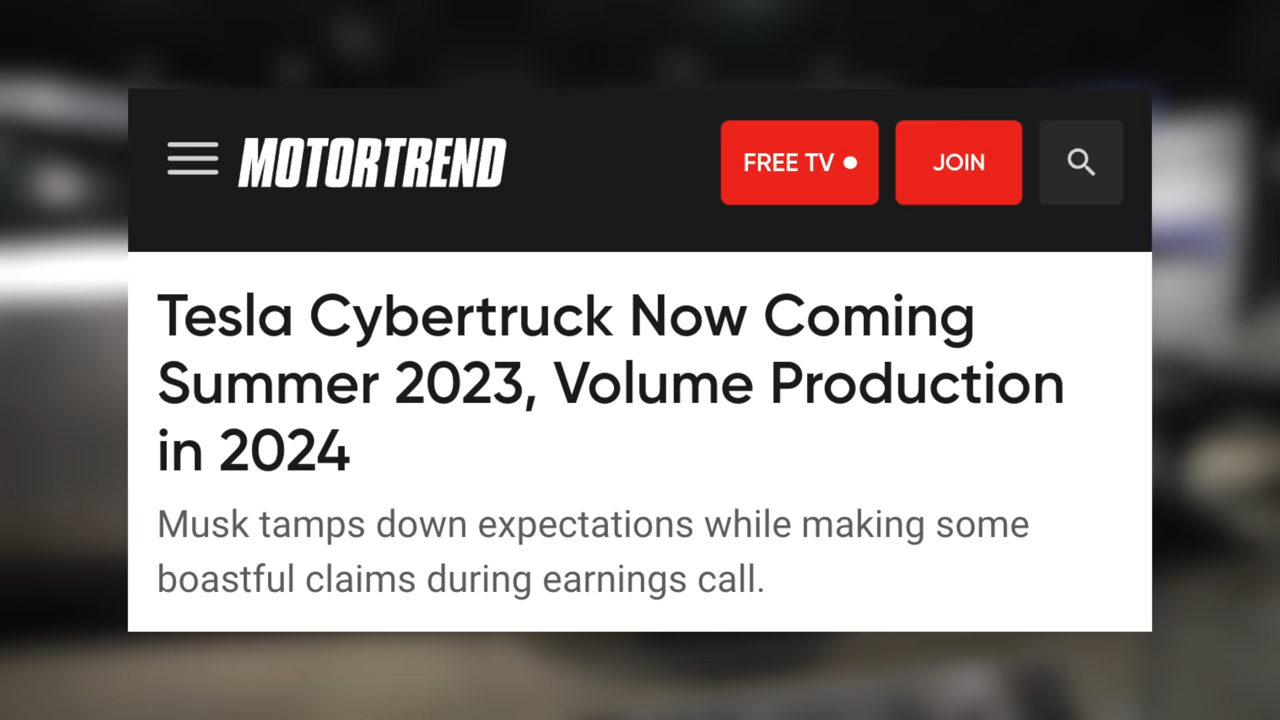 MOTORTREND
FREE TV
JOIN
Tesla Cybertruck Now Coming
Summer 2023, Volume Production
in 2024
Musk tamps down expectations while making some
boastful claims during earnings call.